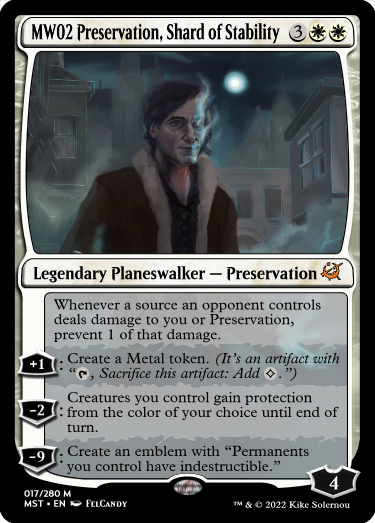 MW02 Preservation, Shard of Stability 3
Legendary Planeswalker — Preservation
Whenever a source an opponent controls
deals damage to you or Preservation,
prevent 1 of that damage.
+1: Create a Metal token. (It's an artifact with
“, Sacrifice this artifact: Add .”)
-2: Creatures you control gain protection
from the color of your choice until end of
turn.
-9: Create an emblem with “Permanents
you control have indestructible.”
4
017/280 M
MST • EN FelCandy
™ & © 2022 Kike Solernou